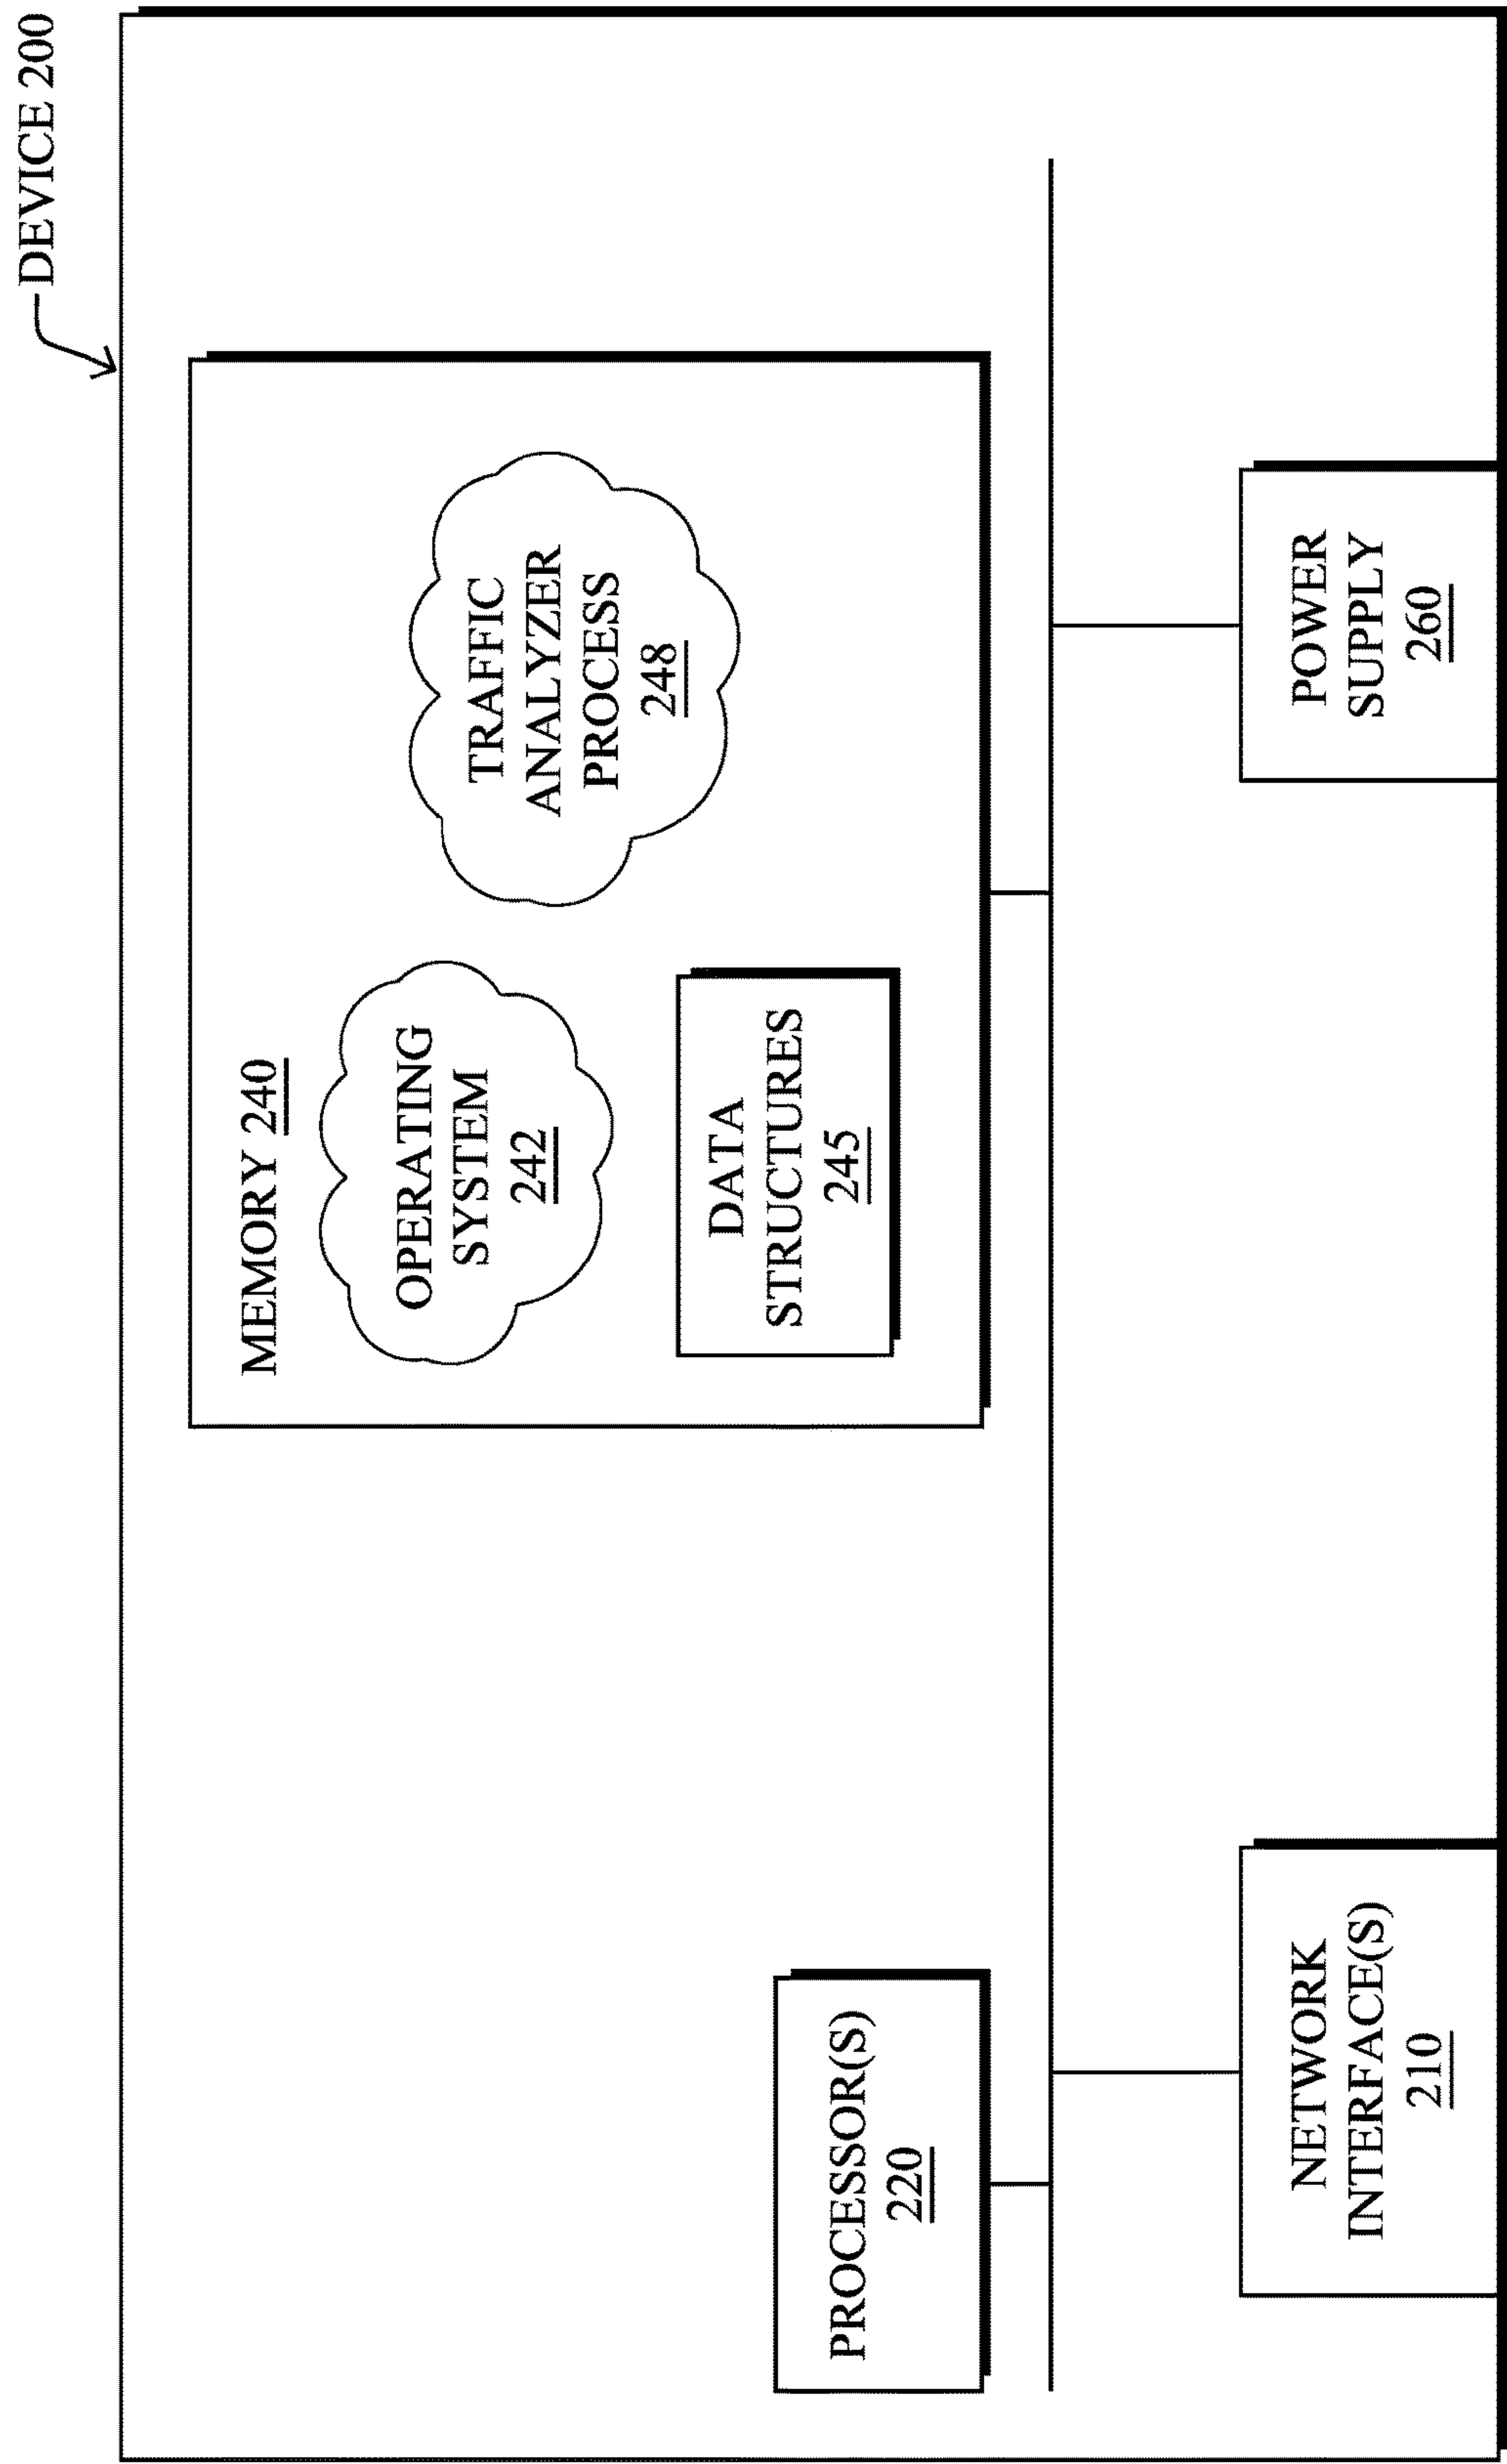 DEVICE 200
MEMORY 240
OPERATING
SYSTEM
242
TRAFFIC
ANALYZER
PROCESS
248
DATA
STRUCTURES
245
PROCESSOR(S)
220
NETWORK
INTERFACE(S)
210
POWER
SUPPLY
260